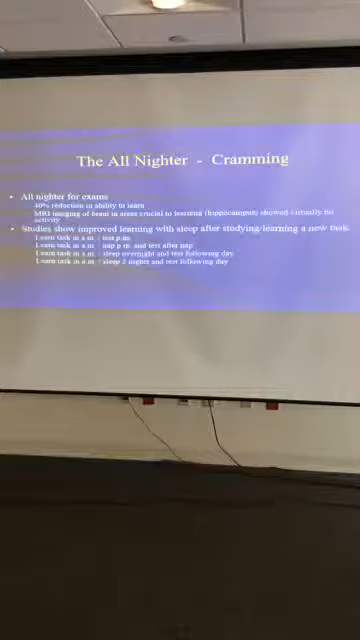 The All Nighter - Cramming
• All nighter for exams
40% reduction in ability to learn
MRI imaging of brain in areas crucial to learning (hippocampus) showed virtually no
activity
• Studies show improved learning with sleep after studying/learning a new task.
Learn task in a.m. / test p.m.
Learn task in a.m. / nap p.m. and test after nap
Learn task in a.m. / sleep overnight and test following day
Learn task in a.m. / sleep 2 nights and test following day